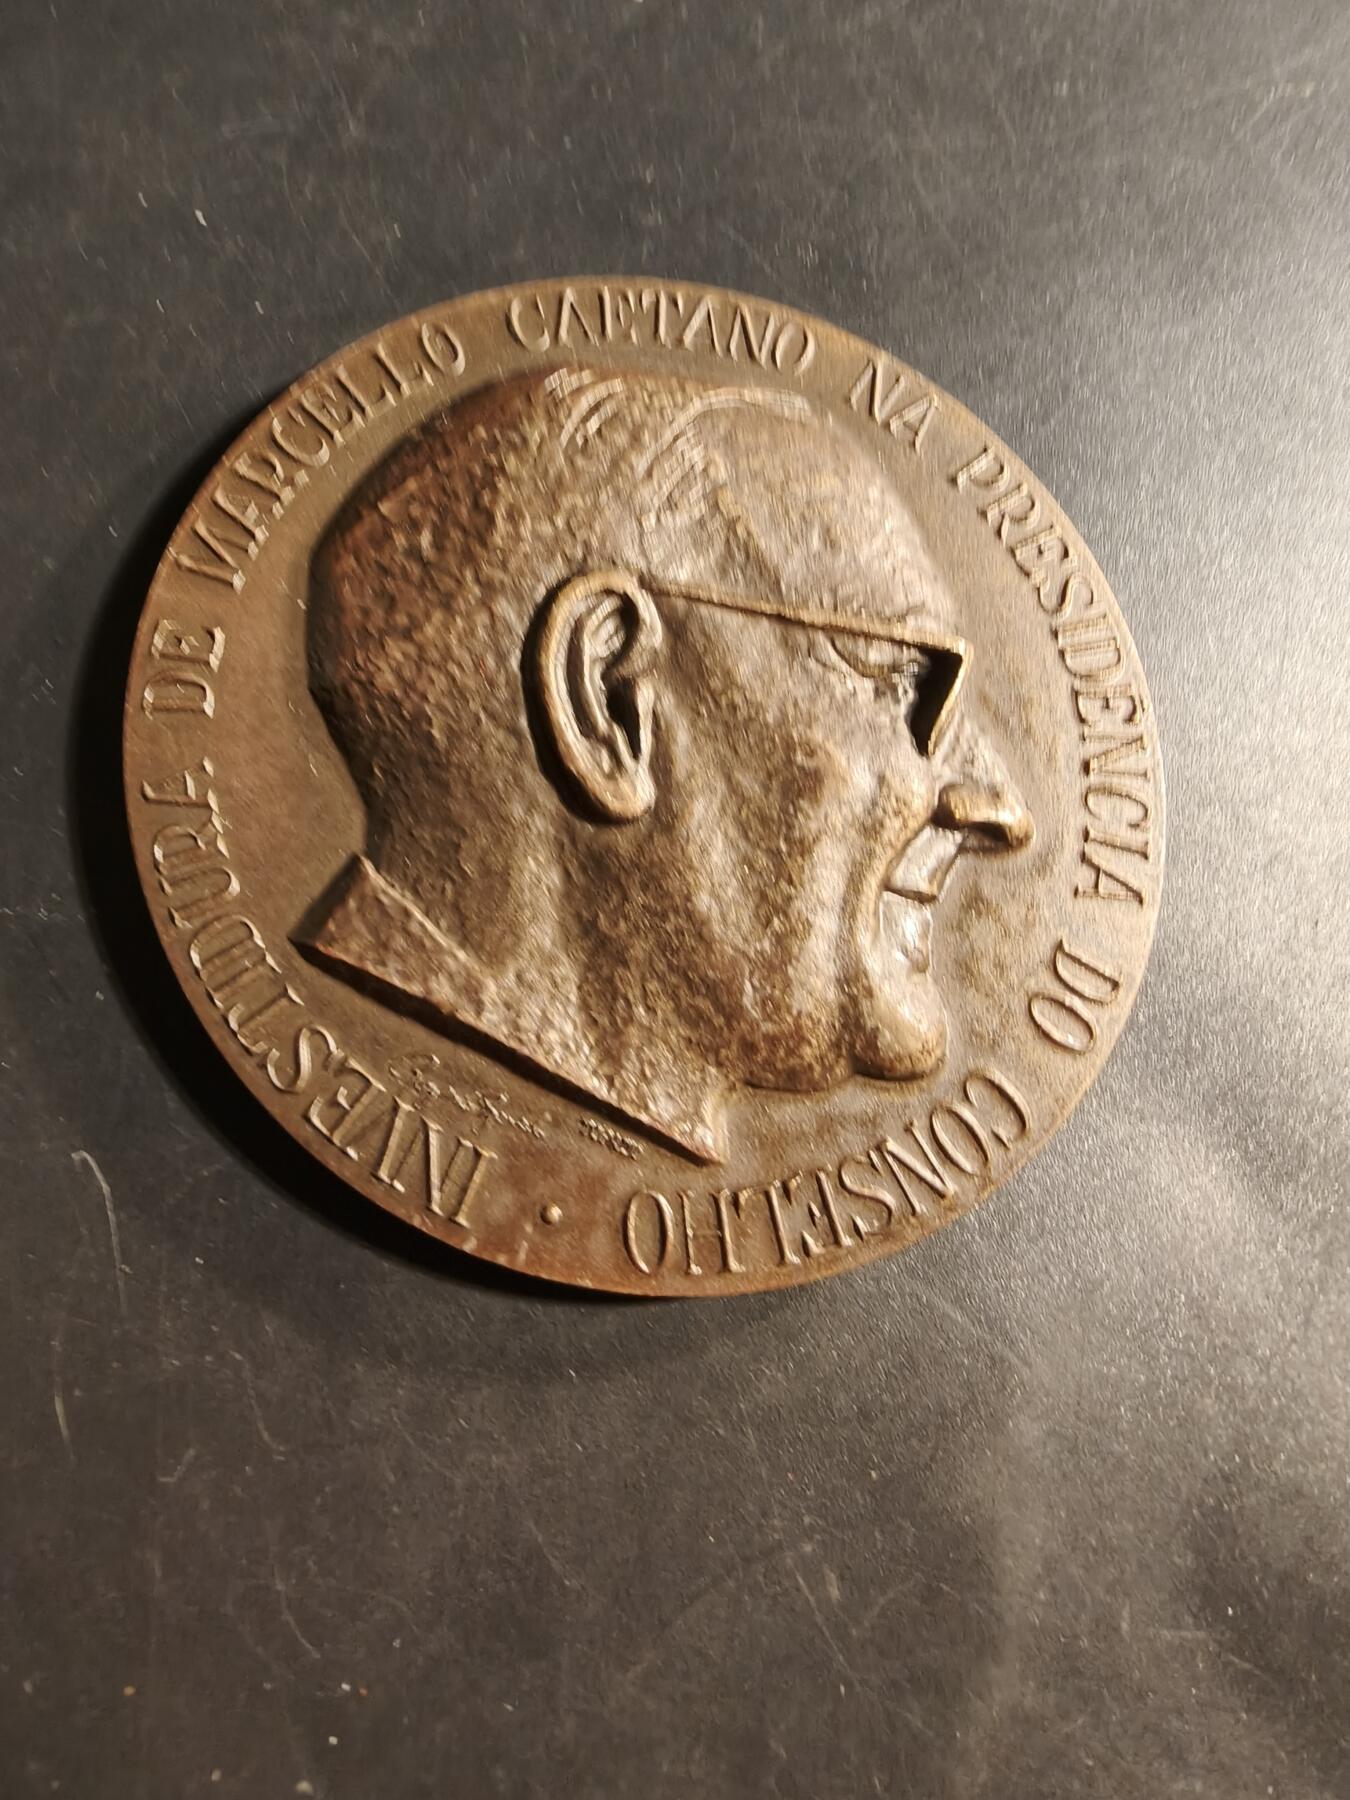 INVESTIDURA DE MARCELLO CAETANO NA PRESIDÊNCIA DO CONSELHO •